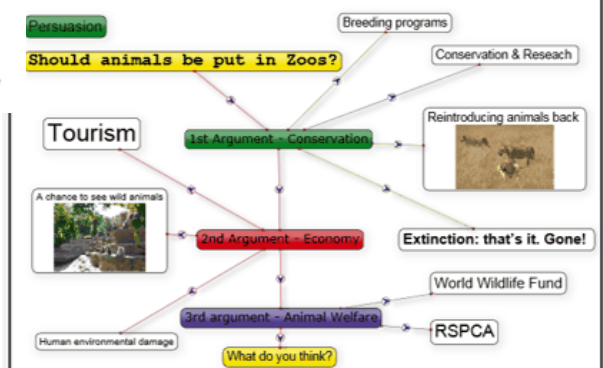 Persuasion
Should animals be put in Zoos?
Breeding programs
Conservation & Reseach
1st Argument - Conservation
Reintroducing animals back
Tourism
A chance to see wild animals
2nd Argument - Economy
Extinction: that's it. Gone!
World Wildlife Fund
3rd argument - Animal Welfare
RSPCA
Human environmental damage
What do you think?